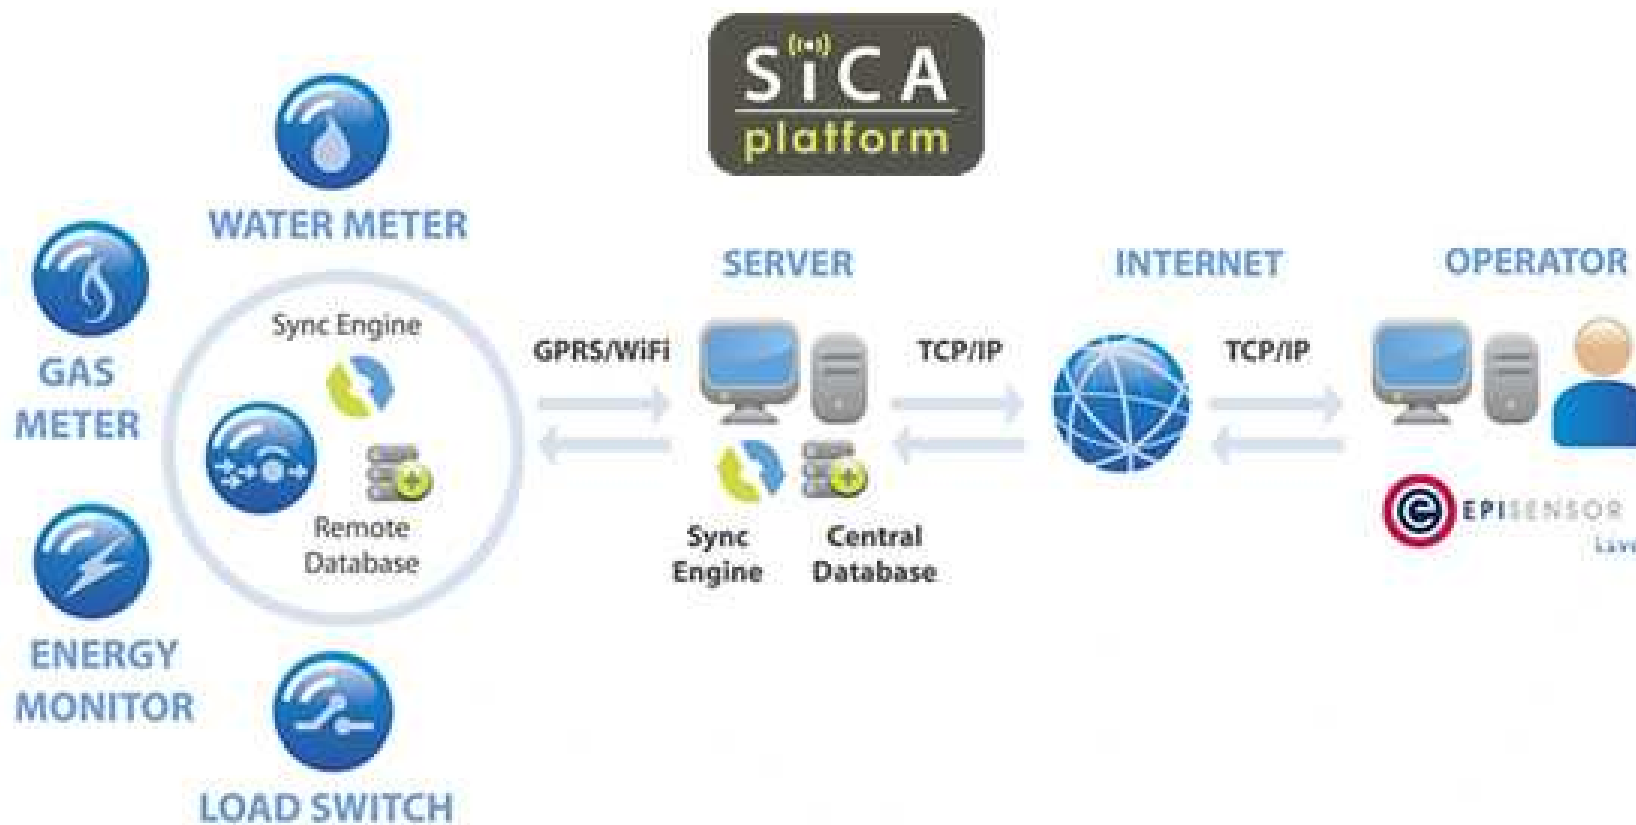 SiCA
platform
WATER METER
GAS
METER
Sync Engine
Remote
Database
ENERGY
MONITOR
LOAD SWITCH
GPRS/WiFi
SERVER
Sync
Engine
Central
Database
TCP/IP
INTERNET
TCP/IP
OPERATOR
EPISENSOR
Live